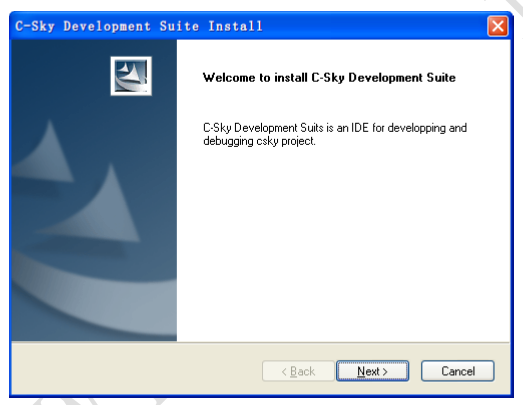 C-Sky Development Suite Install
Welcome to install C-Sky Development Suite
C-Sky Development Suits is an IDE for developping and
debugging csky project.
< Back
Next >
Cancel